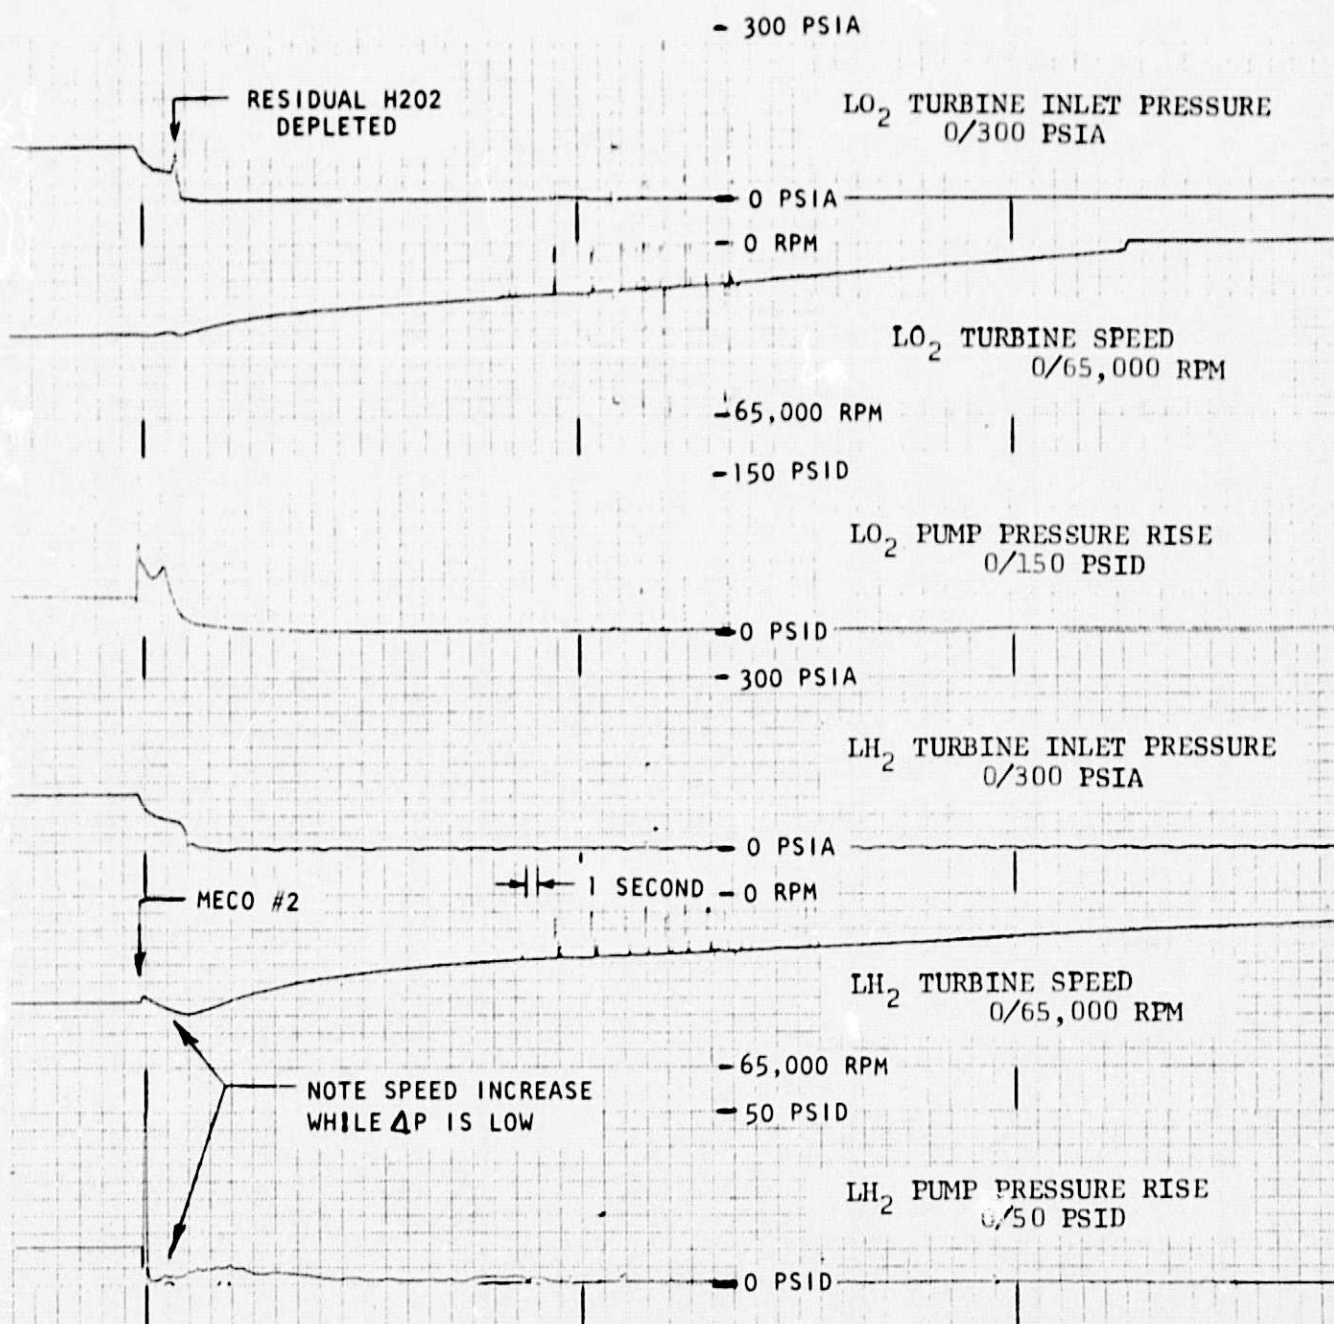 300 PSIA
RESIDUAL H2O2
DEPLETED
LO2 TURBINE INLET PRESSURE
0/300 PSIA
0 PSIA
0 RPM
LO2 TURBINE SPEED
0/65,000 RPM
65,000 RPM
150 PSID
LO2 PUMP PRESSURE RISE
0/150 PSID
0 PSID
300 PSIA
LH2 TURBINE INLET PRESSURE
0/300 PSIA
0 PSIA
1 SECOND
0 RPM
MECO #2
LH2 TURBINE SPEED
0/65,000 RPM
65,000 RPM
NOTE SPEED INCREASE
WHILE ΔP IS LOW
50 PSID
LH2 PUMP PRESSURE RISE
0/50 PSID
0 PSID